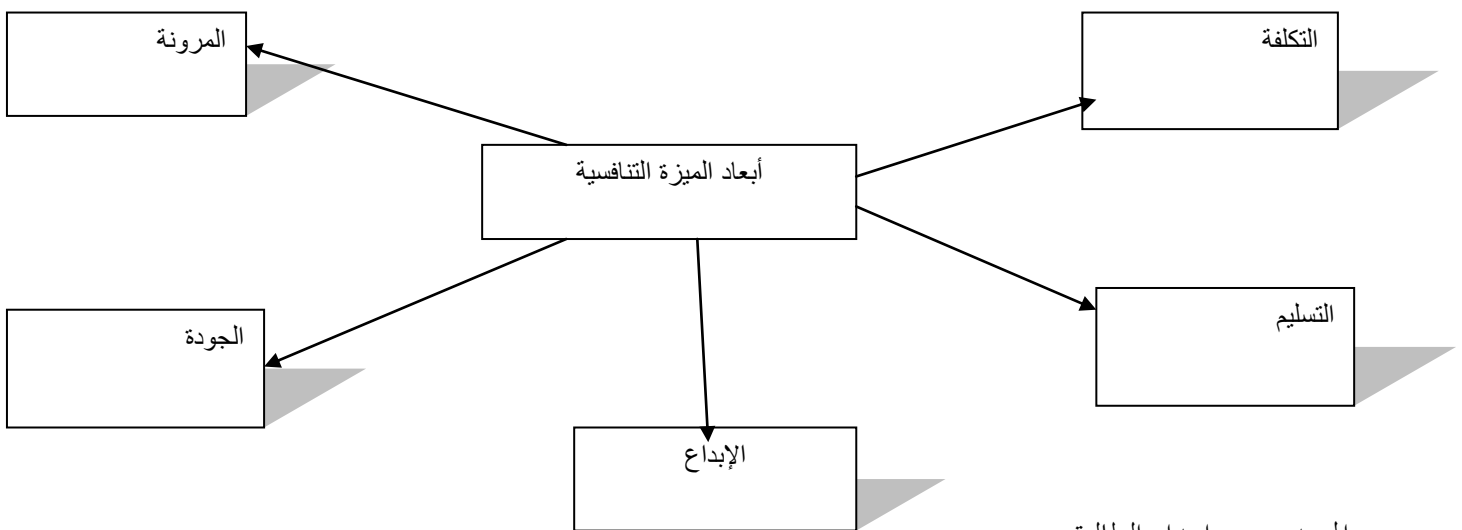 التكلفة
المرونة
أبعاد الميزة التنافسية
التسليم
الجودة
الإبداع